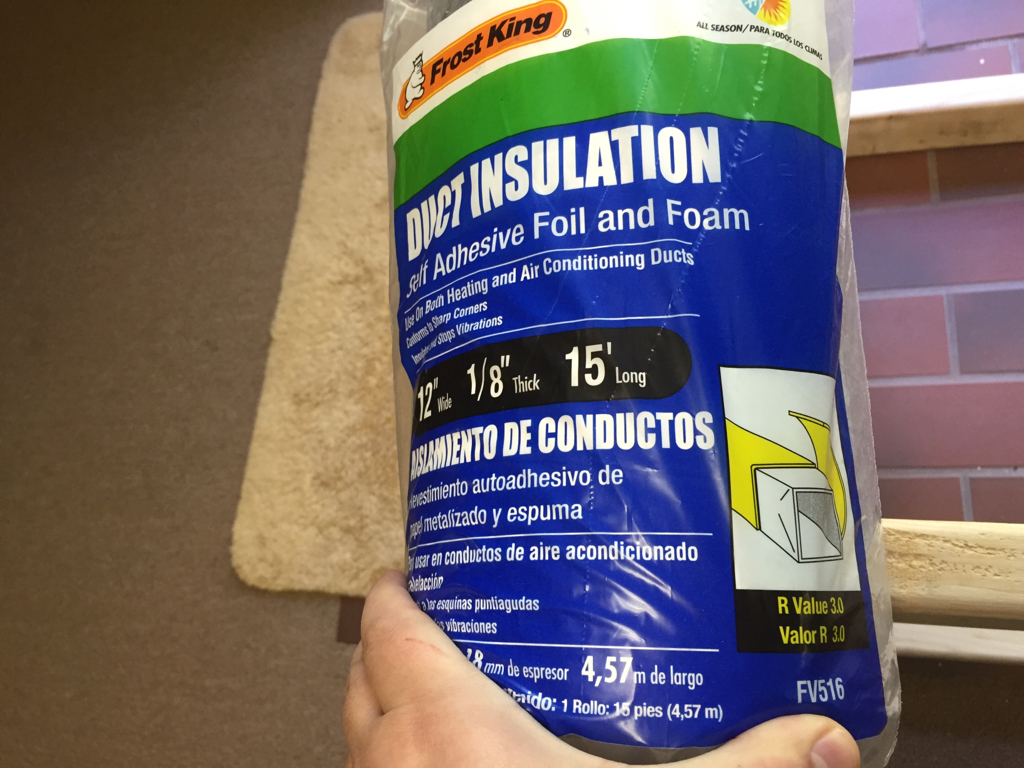 Frost King ®
ALL SEASON / PARA TODOS LOS CLIMAS
DUCT INSULATION
Self Adhesive Foil and Foam
Use On Both Heating and Air Conditioning Ducts
Conforms to Sharp Corners
Insulates and Stops Vibrations
12" Wide 1/8" Thick 15' Long
AISLAMIENTO DE CONDUCTOS
Revestimiento autoadhesivo de
papel metalizado y espuma
usar en conductos de aire acondicionado
a las esquinas puntiagudas
vibraciones
mm de espesor 4,57 m de largo
1 Rollo: 15 pies (4,57 m)
R Value 3.0
Valor R 3.0
FV516